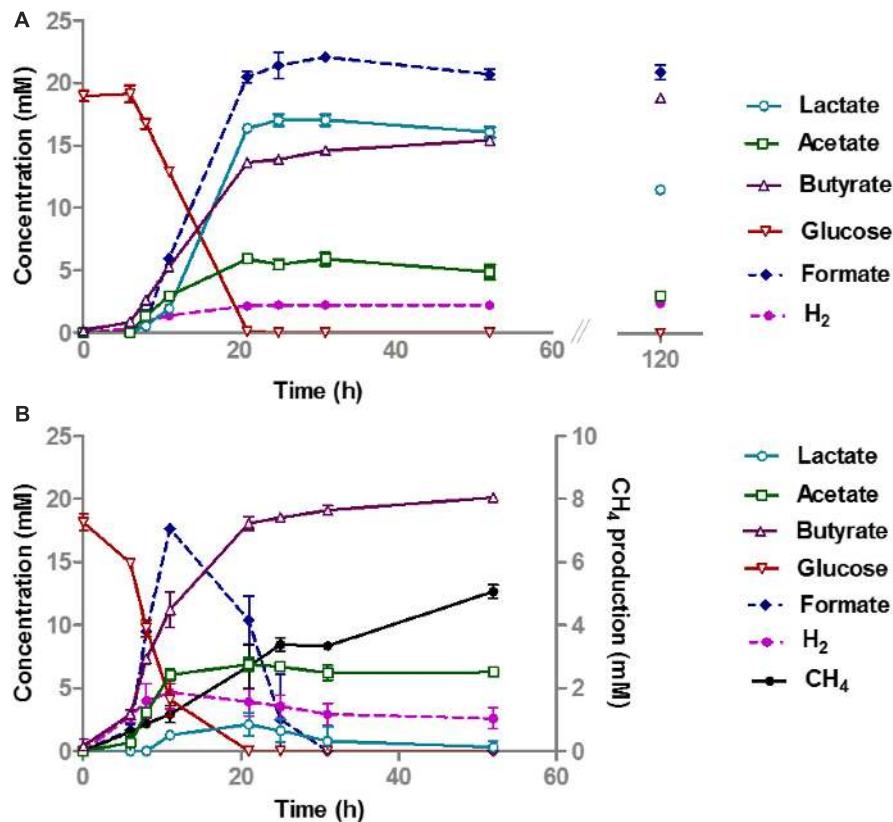 A
Concentration (mM)
25
20
15
10
5
0
0
20
40
60
//
120
Time (h)
Lactate
Acetate
Butyrate
Glucose
Formate
H2
B
Concentration (mM)
25
20
15
10
5
0
0
20
40
60
Time (h)
10
8
6
4
2
0
CH4 production (mM)
Lactate
Acetate
Butyrate
Glucose
Formate
H2
CH4